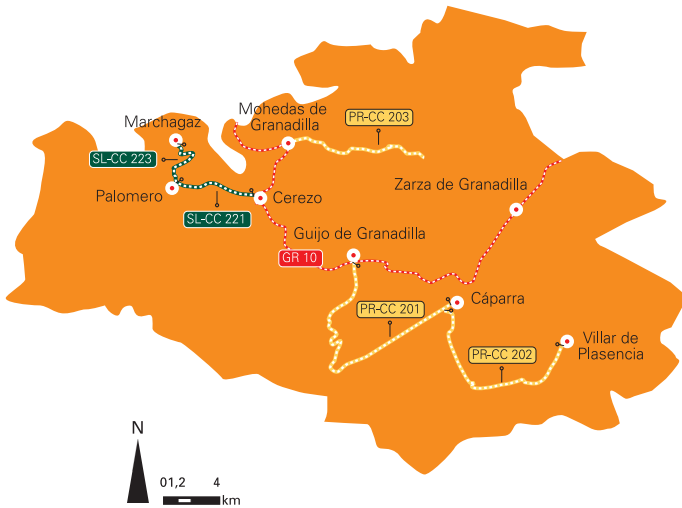 Marchagaz
Mohedas de
Granadilla
PR-CC 203
SL-CC 223
Palomero
SL-CC 221
Cerezo
Zarza de Granadilla
Guijo de Granadilla
GR 10
PR-CC 201
Cáparra
PR-CC 202
Villar de
Plasencia
N
01,2 4
km